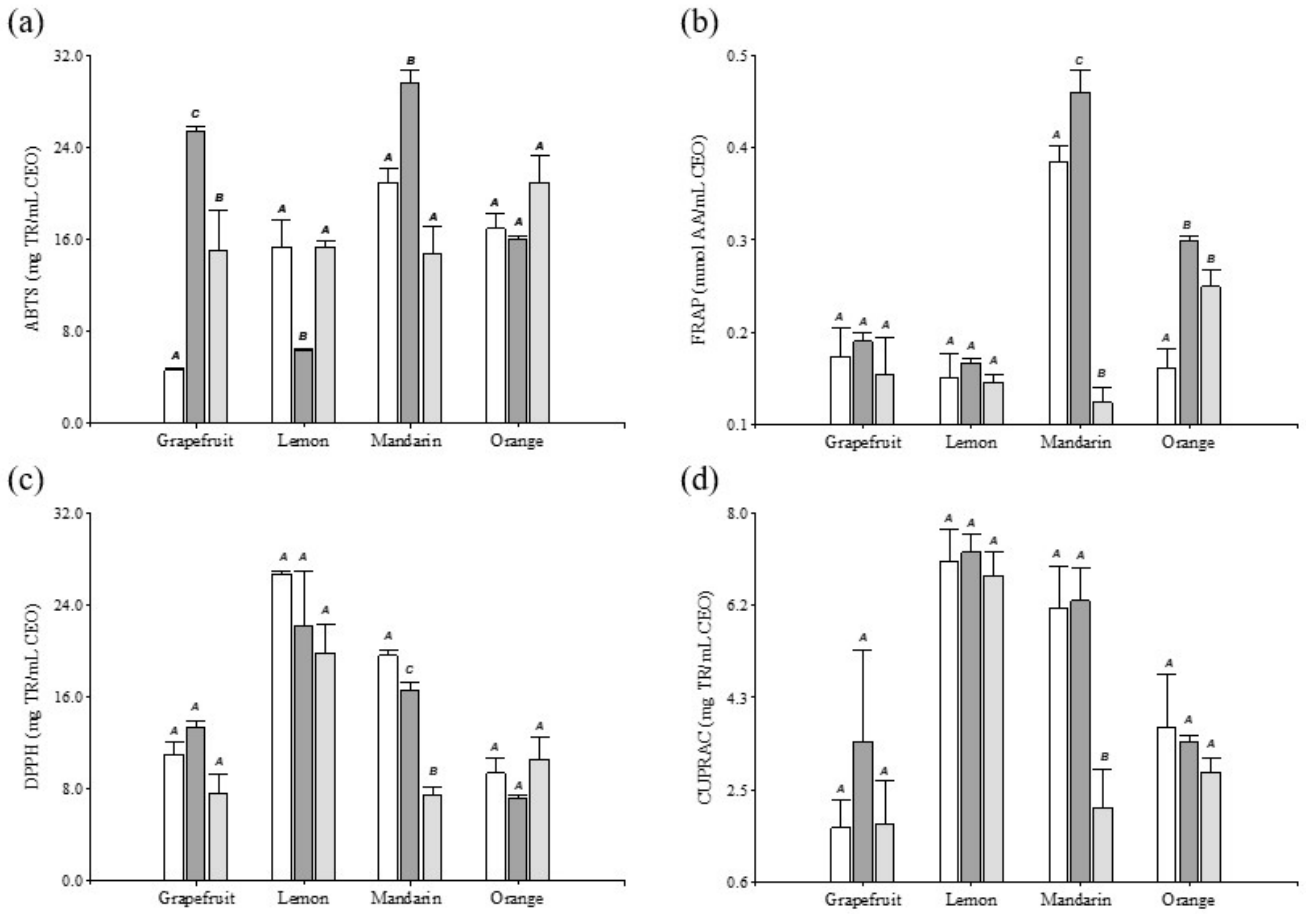 (a)
32.0
24.0
16.0
8.0
0.0
ABTS (mg TR/mL CEO)
A C B
A B A
A B A
A A A
Grapefruit Lemon Mandarin Orange
(b)
0.5
0.4
0.3
0.2
0.1
FRAP (mmol AA/mL CEO)
A A A
A A A
A C B
A B B
Grapefruit Lemon Mandarin Orange
(c)
32.0
24.0
16.0
8.0
0.0
DPPH (mg TR/mL CEO)
A A A
A A A
A C B
A A A
Grapefruit Lemon Mandarin Orange
(d)
8.0
6.2
4.3
2.5
0.6
CUPRAC (mg TR/mL CEO)
A A A
A A A
A A B
A A A
Grapefruit Lemon Mandarin Orange